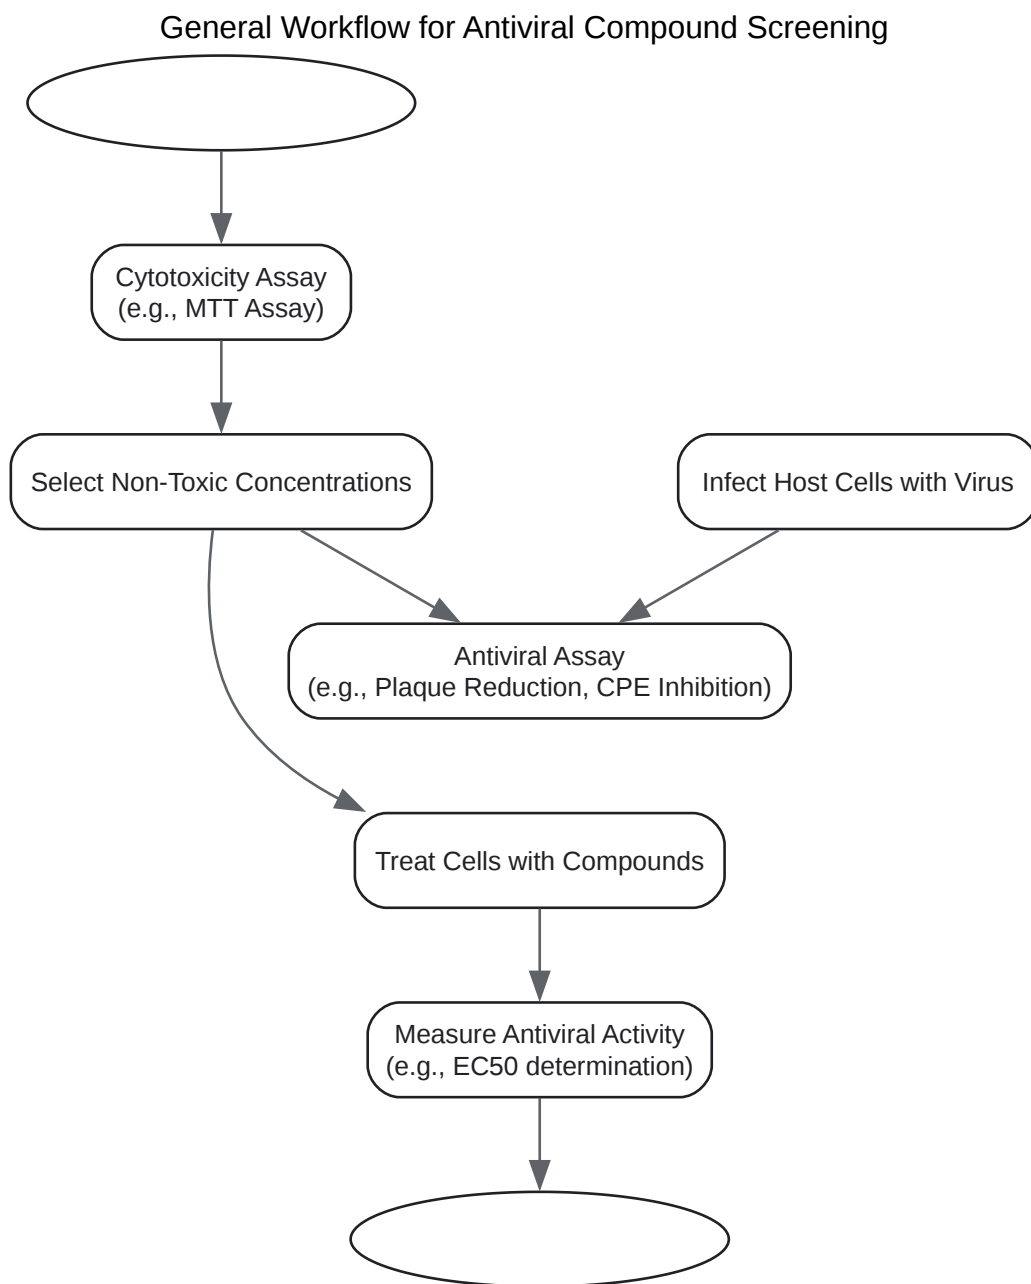 General Workflow for Antiviral Compound Screening
Cytotoxicity Assay
(e.g., MTT Assay)
Select Non-Toxic Concentrations
Infect Host Cells with Virus
Antiviral Assay
(e.g., Plaque Reduction, CPE Inhibition)
Treat Cells with Compounds
Measure Antiviral Activity
(e.g., EC50 determination)